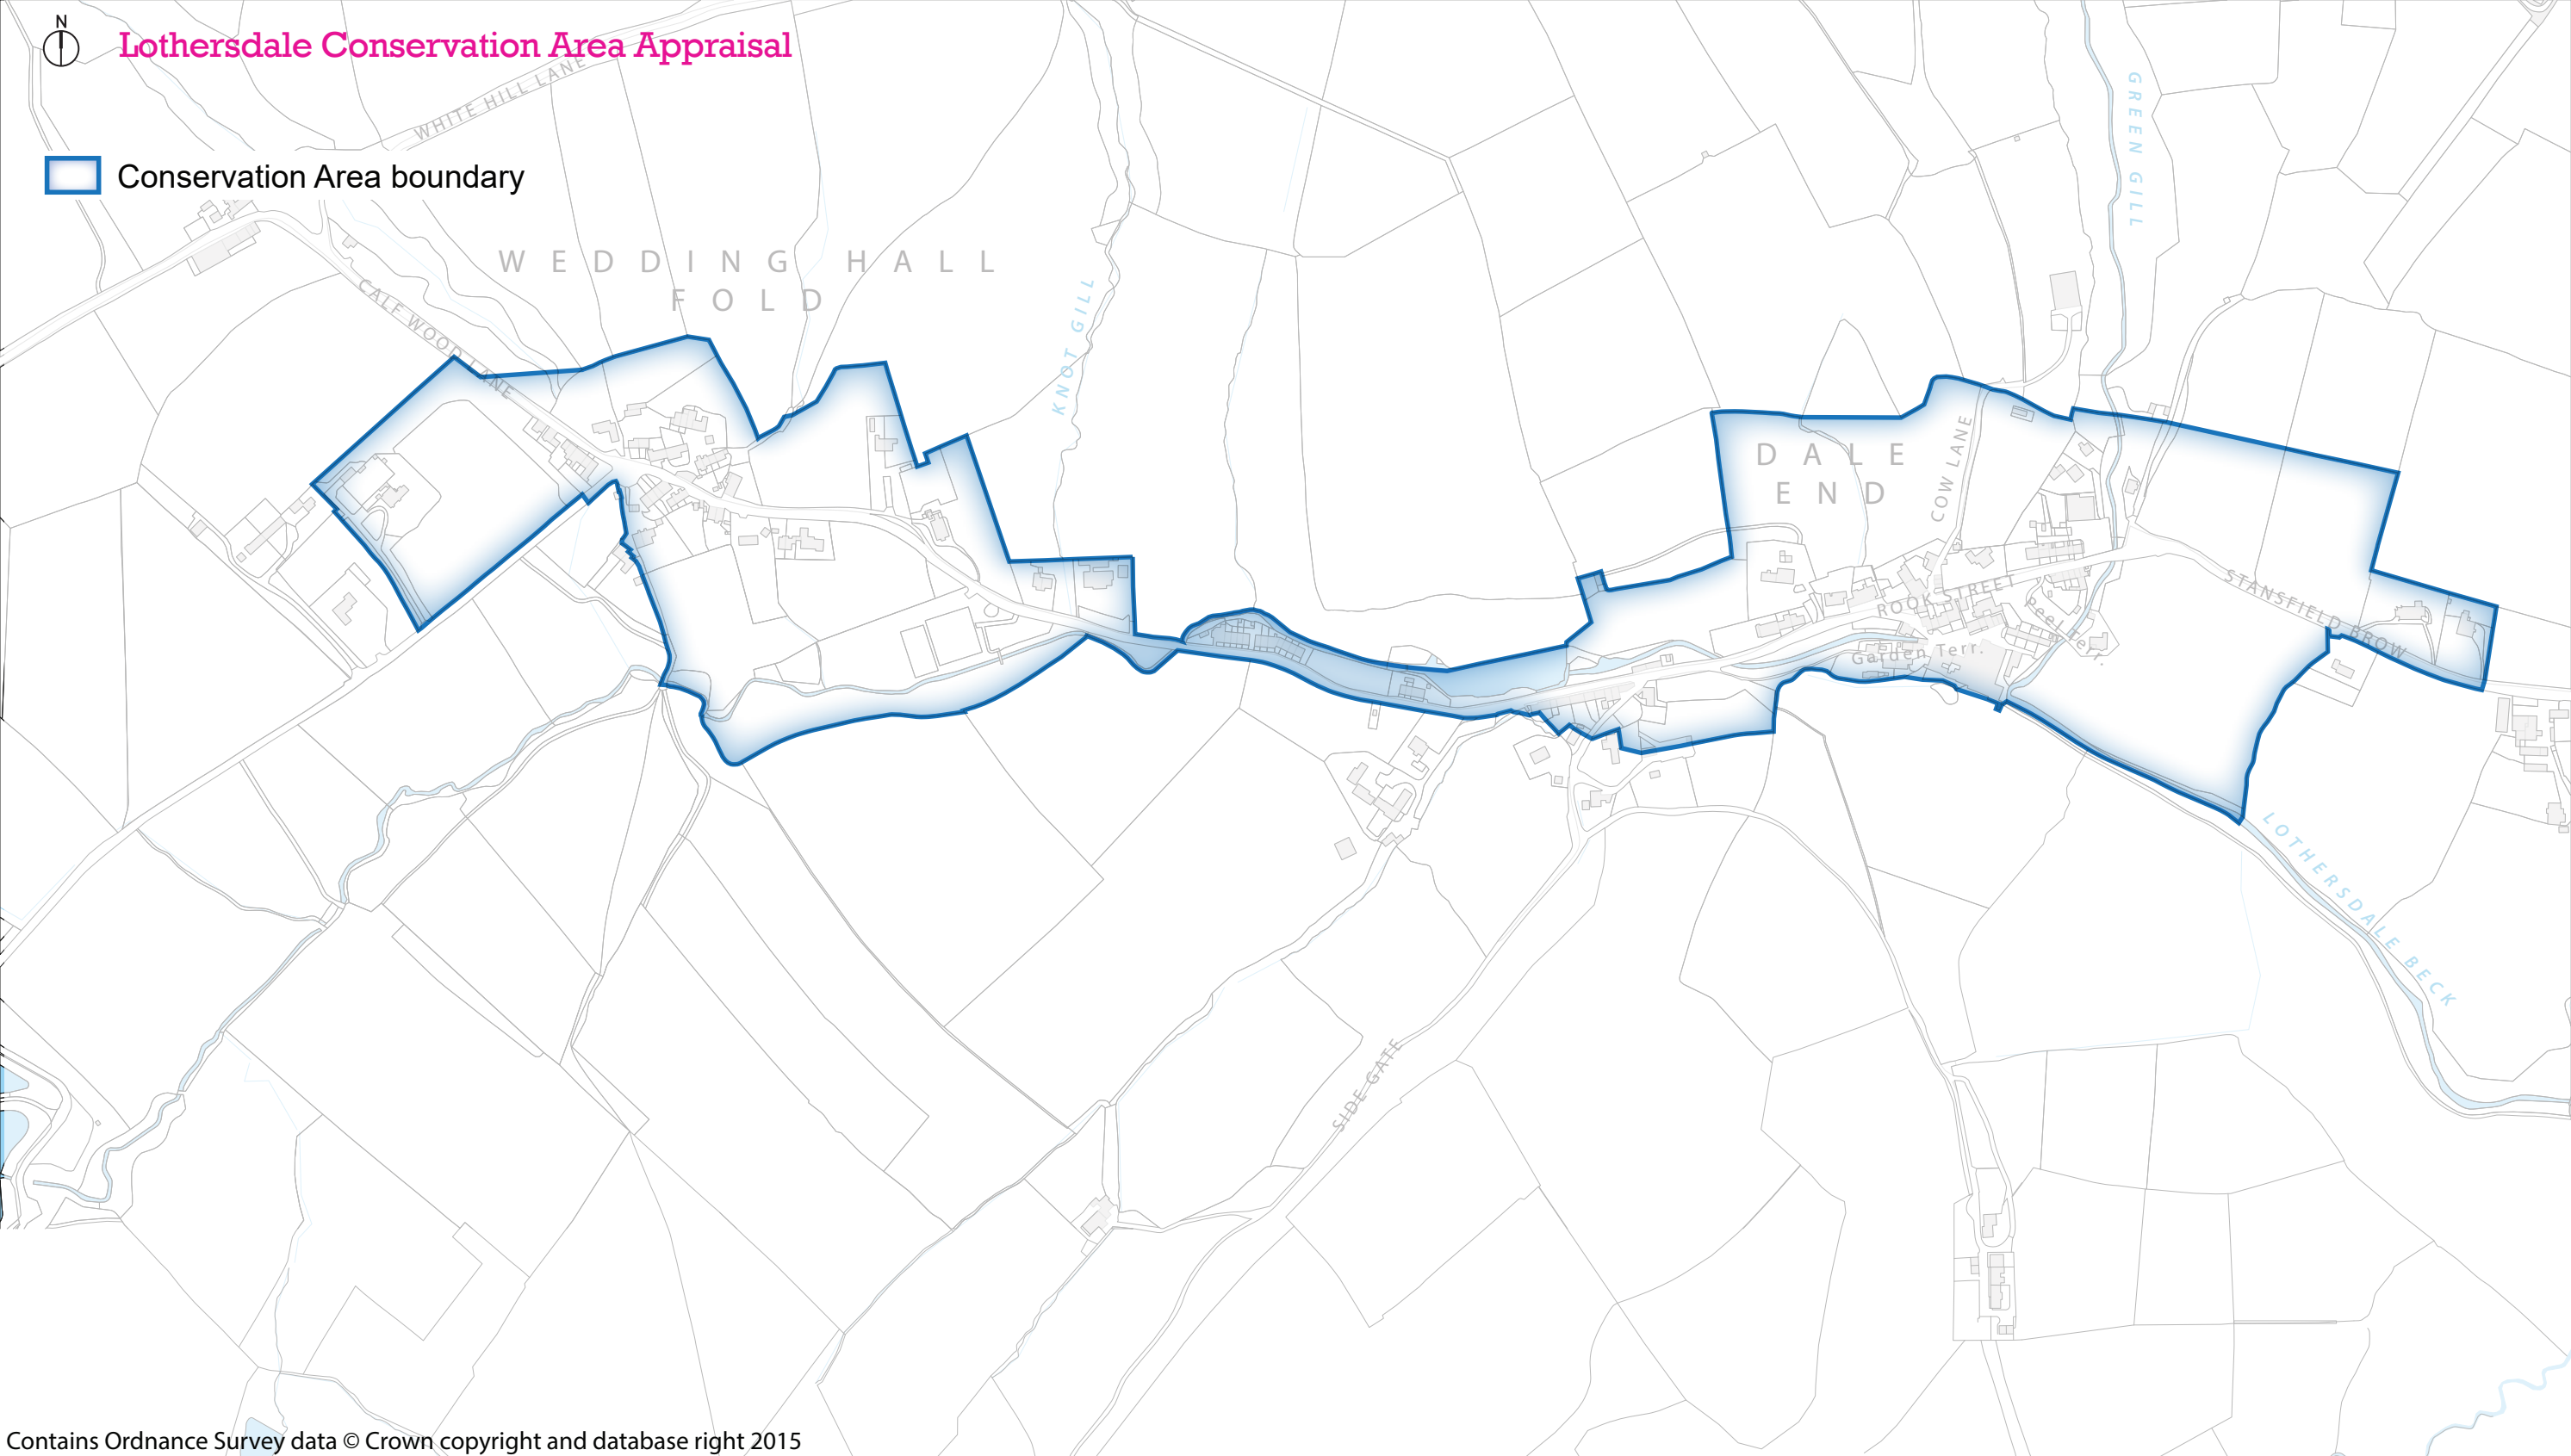 N
Lothersdale Conservation Area Appraisal
WHITE HILL LANE
Conservation Area boundary
GREEN GILL
WEDDING HALL
FOLD
CALF WOOD LANE
KNOT GILL
DALE
END
COW LANE
ROOK STREET
Peel Terr.
Garden Terr.
STANSFIELD BROW
LOTHERSDALE BECK
SIDE GATE
Contains Ordnance Survey data © Crown copyright and database right 2015